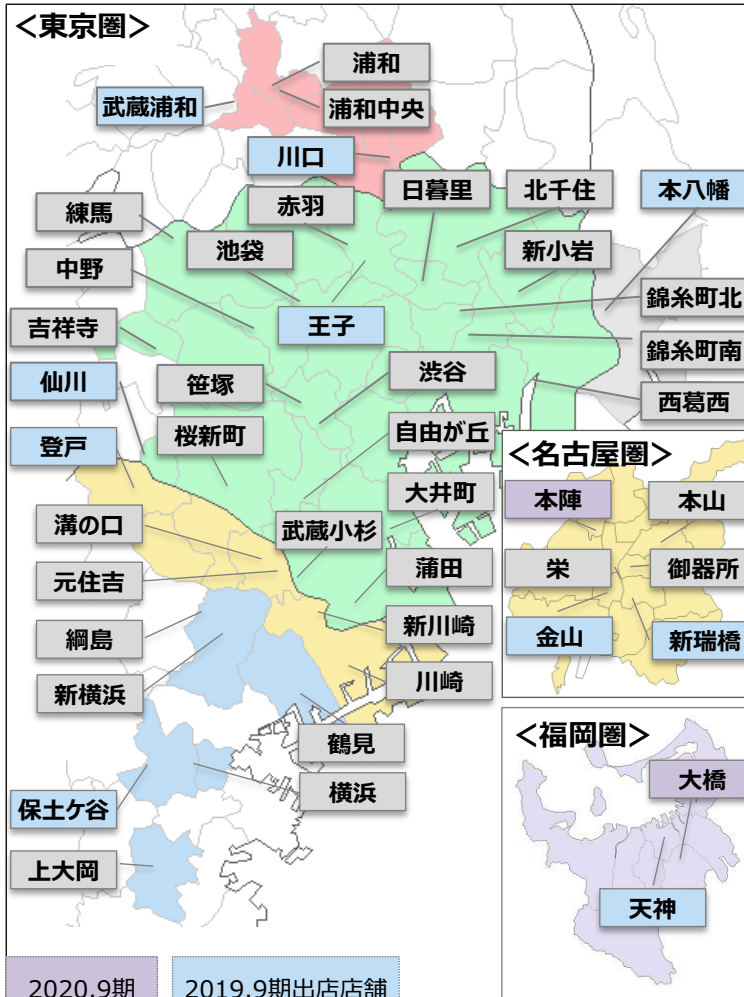 <東京圏>
浦和
武蔵浦和
浦和中央
川口
日暮里
北千住
本八幡
練馬
赤羽
池袋
新小岩
中野
王子
錦糸町北
吉祥寺
錦糸町南
仙川
笹塚
渋谷
西葛西
登戸
桜新町
自由が丘
大井町
溝の口
武蔵小杉
元住吉
蒲田
綱島
新川崎
新横浜
川崎
鶴見
保土ケ谷
横浜
上大岡
<名古屋圏>
本陣
本山
栄
御器所
金山
新瑞橋
<福岡圏>
大橋
天神
2020.9期
2019.9期出店店舗